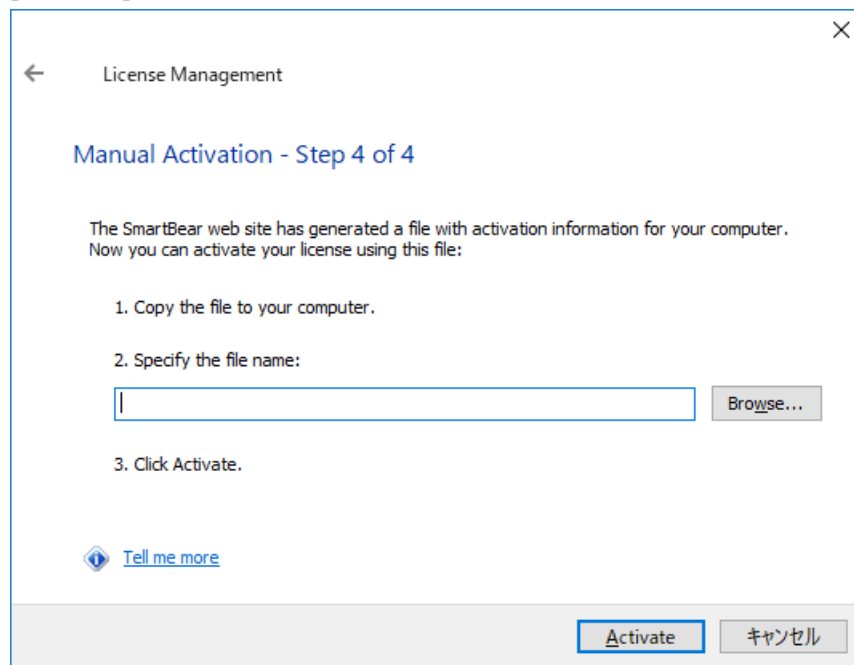 License Management
Manual Activation - Step 4 of 4
The SmartBear web site has generated a file with activation information for your computer.
Now you can activate your license using this file:
1. Copy the file to your computer.
2. Specify the file name:
Browse...
3. Click Activate.
Tell me more
Activate
キャンセル